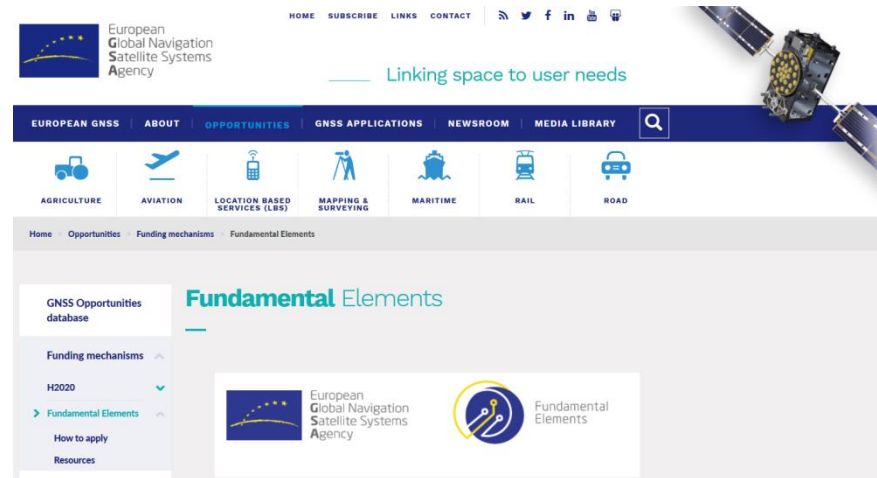 HOME SUBSCRIBE LINKS CONTACT
European
Global Navigation
Satellite Systems
Agency
Linking space to user needs
EUROPEAN GNSS ABOUT OPPORTUNITIES GNSS APPLICATIONS NEWSROOM MEDIA LIBRARY
AGRICULTURE AVIATION LOCATION BASED SERVICES (LBS) MAPPING & SURVEYING MARITIME RAIL ROAD
Home Opportunities Funding mechanisms Fundamental Elements
GNSS Opportunities
database
Funding mechanisms
H2020
Fundamental Elements
How to apply
Resources
Fundamental Elements
European
Global Navigation
Satellite Systems
Agency
Fundamental
Elements